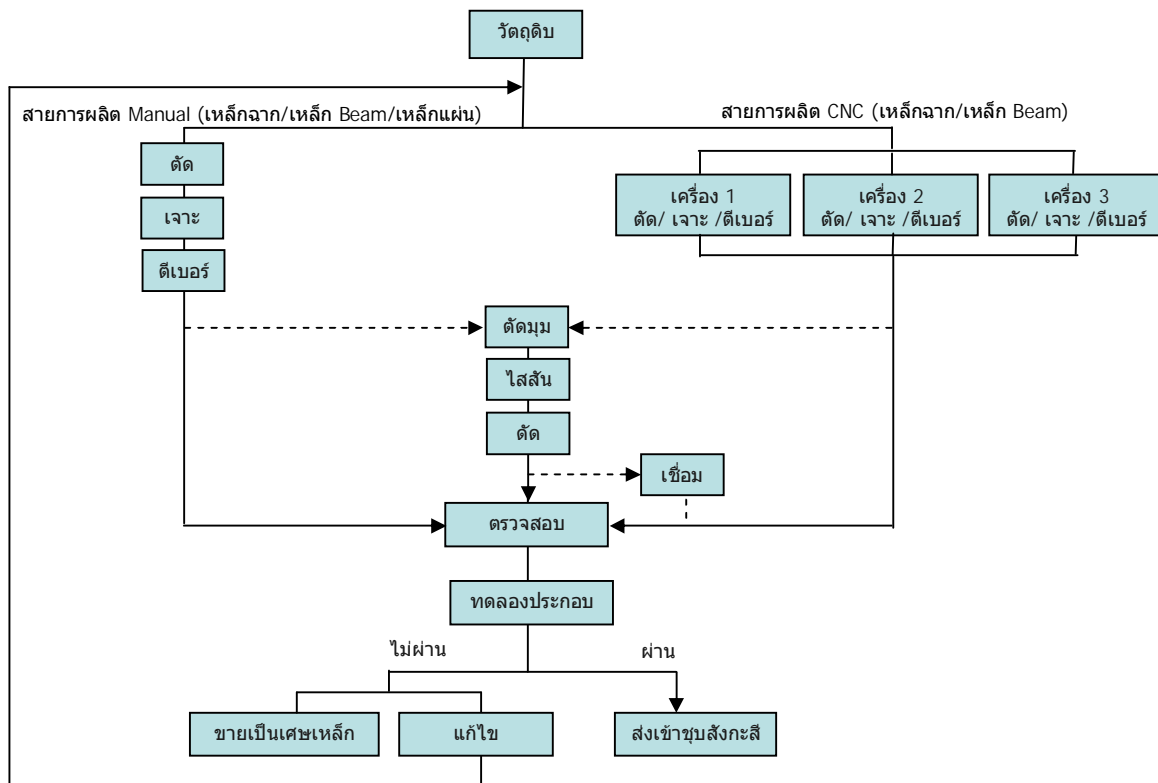 วัตถุดิบ
สายการผลิต Manual (เหล็กฉาก/เหล็ก Beam/เหล็กแผ่น)
สายการผลิต CNC (เหล็กฉาก/เหล็ก Beam)
ตัด
เจาะ
ตีเบอร์
เครื่อง 1
ตัด/ เจาะ /ตีเบอร์
เครื่อง 2
ตัด/ เจาะ /ตีเบอร์
เครื่อง 3
ตัด/ เจาะ /ตีเบอร์
ตัดมุม
ไสสัน
ดัด
เชื่อม
ตรวจสอบ
ทดลองประกอบ
ไม่ผ่าน
ผ่าน
ขายเป็นเศษเหล็ก
แก้ไข
ส่งเข้าชุบสังกะสี